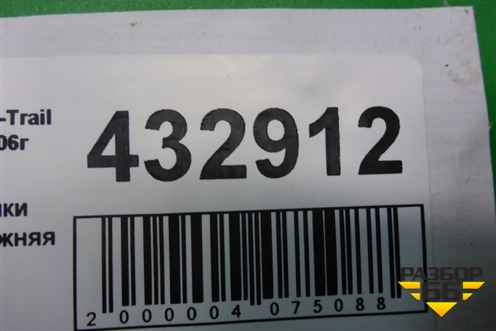 -Trail
06г
432912
ки
жняя
2 000004 075088
РАЗБОР
66